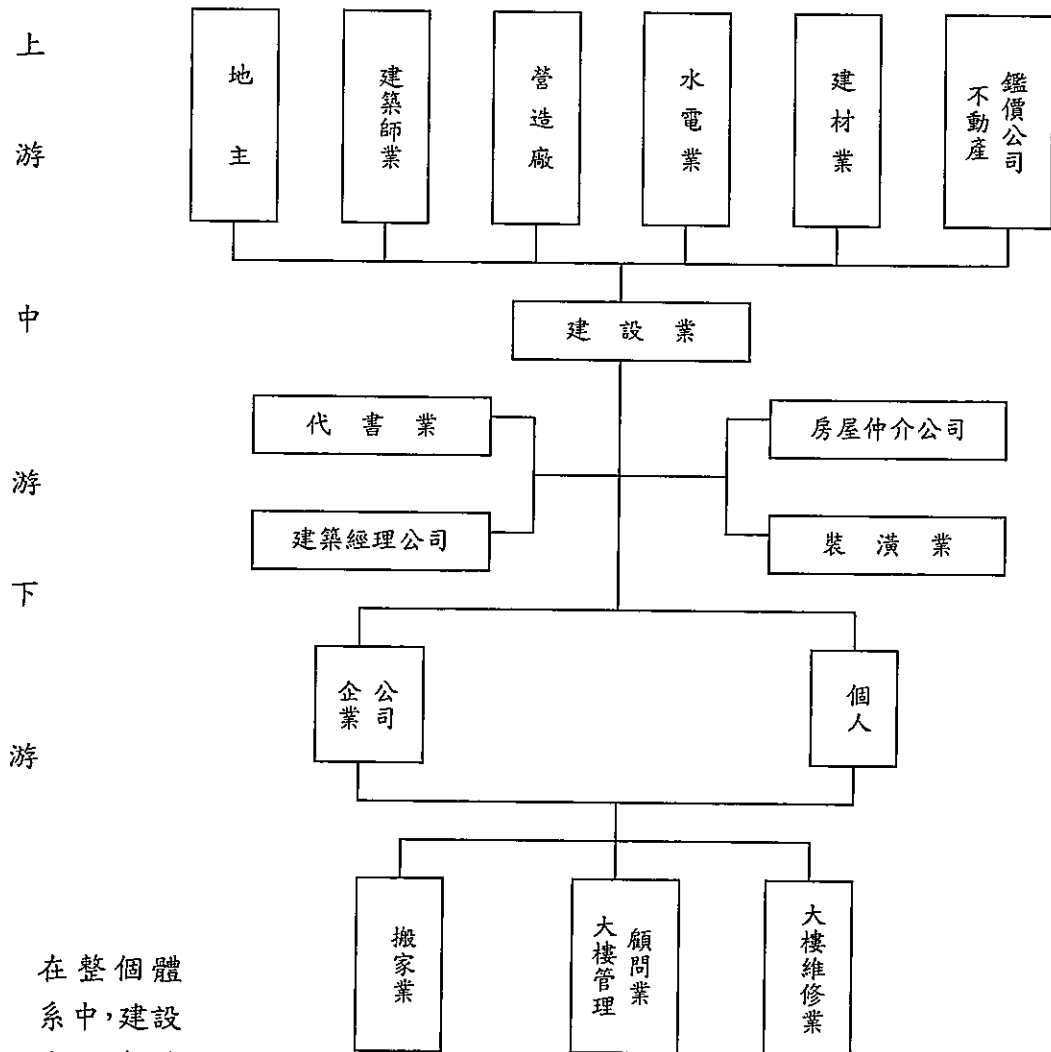 上游
地主
建築師業
營造廠
水電業
建材業
不動產
鑑價公司
中游
建設業
代書業
房屋仲介公司
建築經理公司
裝潢業
下游
企業
公司
個人
搬家業
大樓管理
顧問業
大樓維修業
在整個體
系中,建設